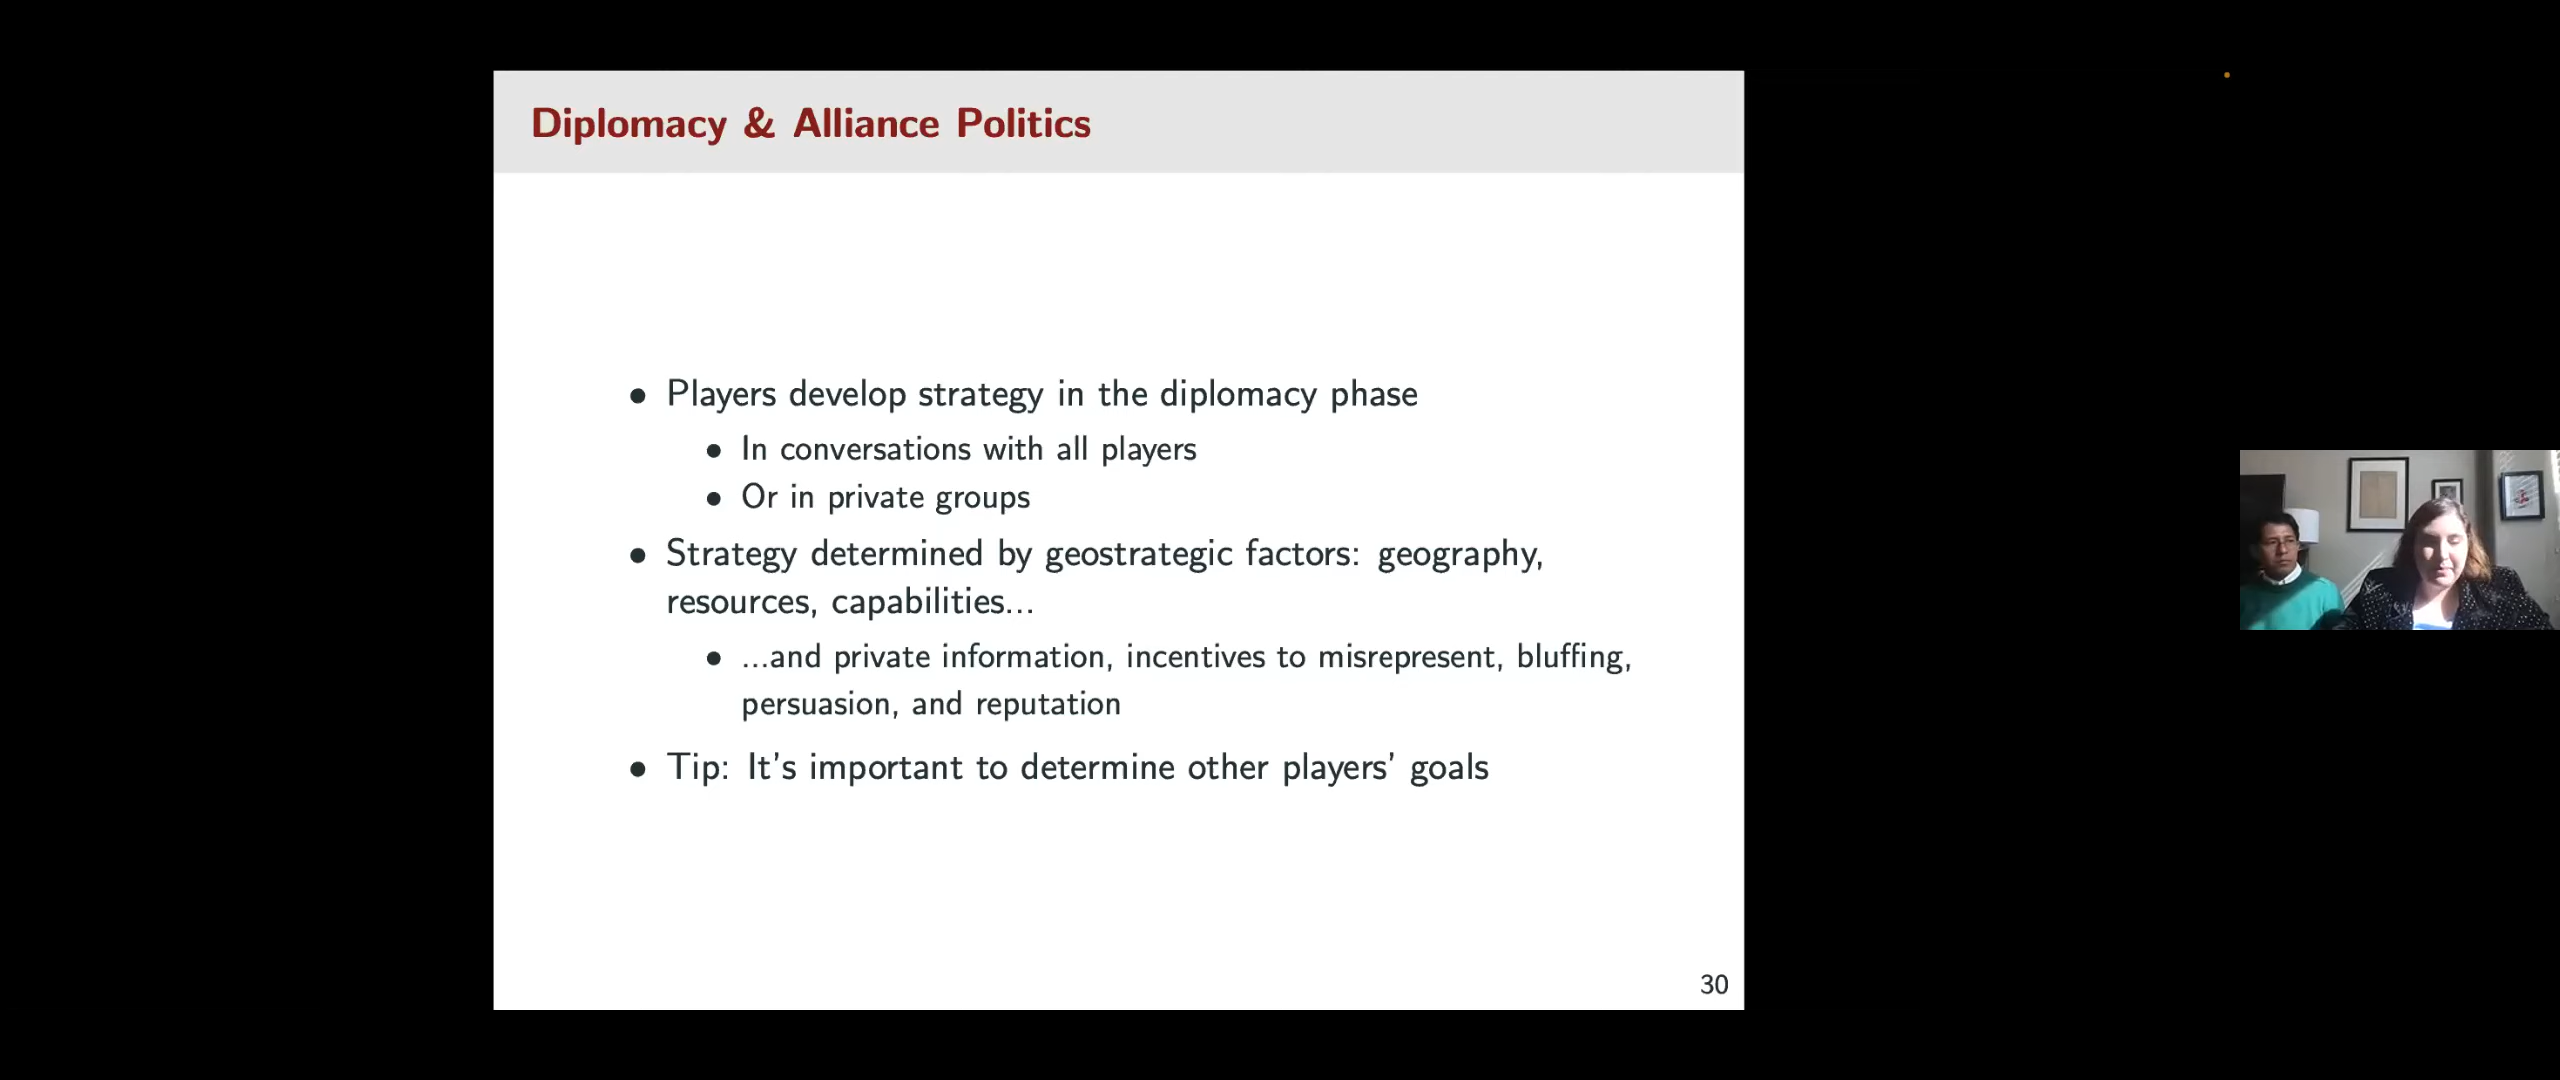 Diplomacy & Alliance Politics
• Players develop strategy in the diplomacy phase
• In conversations with all players
• Or in private groups
• Strategy determined by geostrategic factors: geography,
resources, capabilities...
• ...and private information, incentives to misrepresent, bluffing,
persuasion, and reputation
• Tip: It's important to determine other players' goals
30